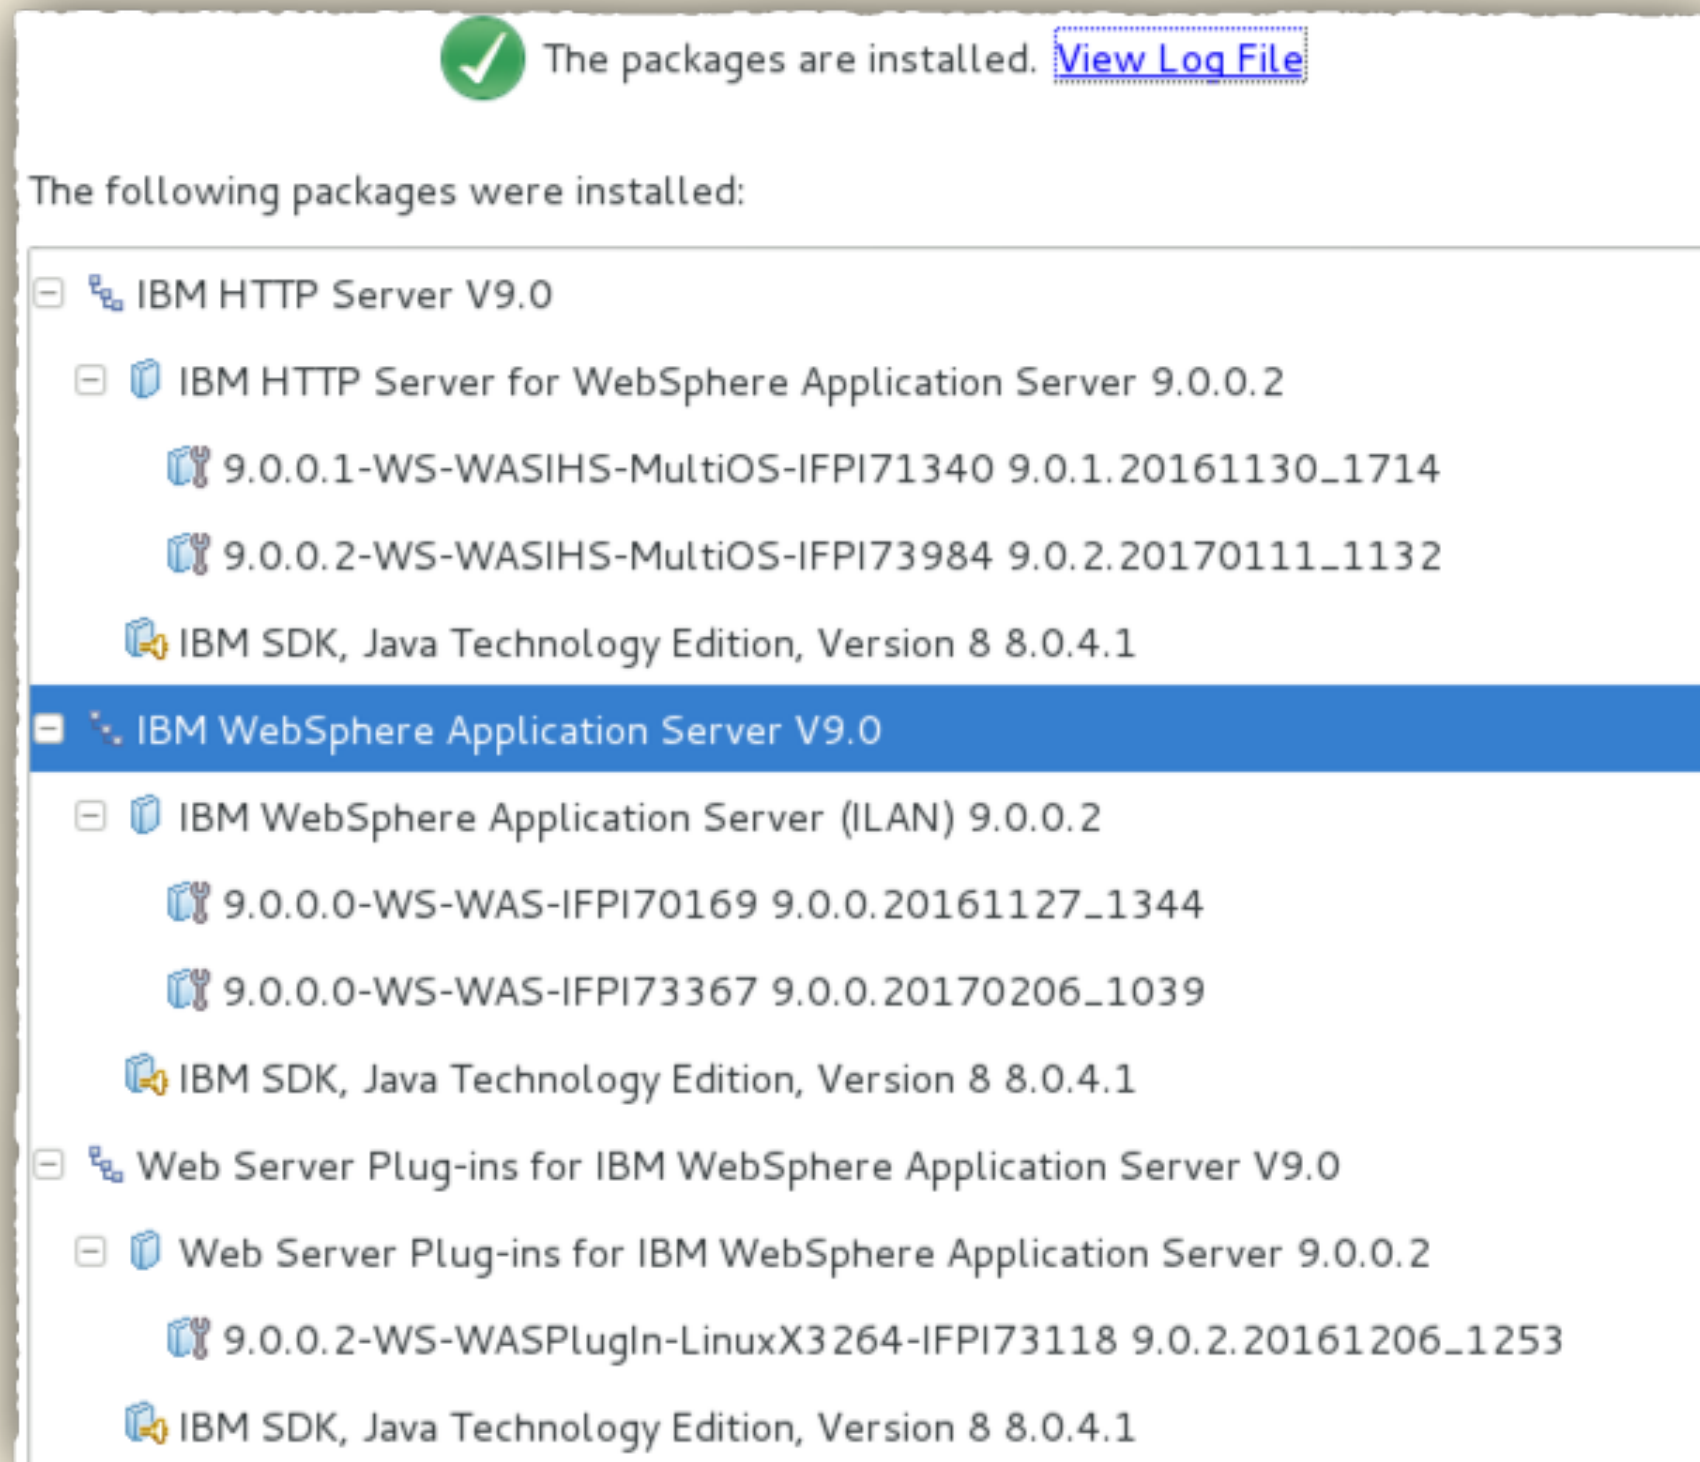 The packages are installed. View Log File
The following packages were installed:
IBM HTTP Server V9.0
IBM HTTP Server for WebSphere Application Server 9.0.0.2
9.0.0.1-WS-WASIHS-MultiOS-IFPI71340 9.0.1.20161130_1714
9.0.0.2-WS-WASIHS-MultiOS-IFPI73984 9.0.2.20170111_1132
IBM SDK, Java Technology Edition, Version 8 8.0.4.1
IBM WebSphere Application Server V9.0
IBM WebSphere Application Server (ILAN) 9.0.0.2
9.0.0.0-WS-WAS-IFPI70169 9.0.0.20161127_1344
9.0.0.0-WS-WAS-IFPI73367 9.0.0.20170206_1039
IBM SDK, Java Technology Edition, Version 8 8.0.4.1
Web Server Plug-ins for IBM WebSphere Application Server V9.0
Web Server Plug-ins for IBM WebSphere Application Server 9.0.0.2
9.0.0.2-WS-WASPlugIn-LinuxX3264-IFPI73118 9.0.2.20161206_1253
IBM SDK, Java Technology Edition, Version 8 8.0.4.1